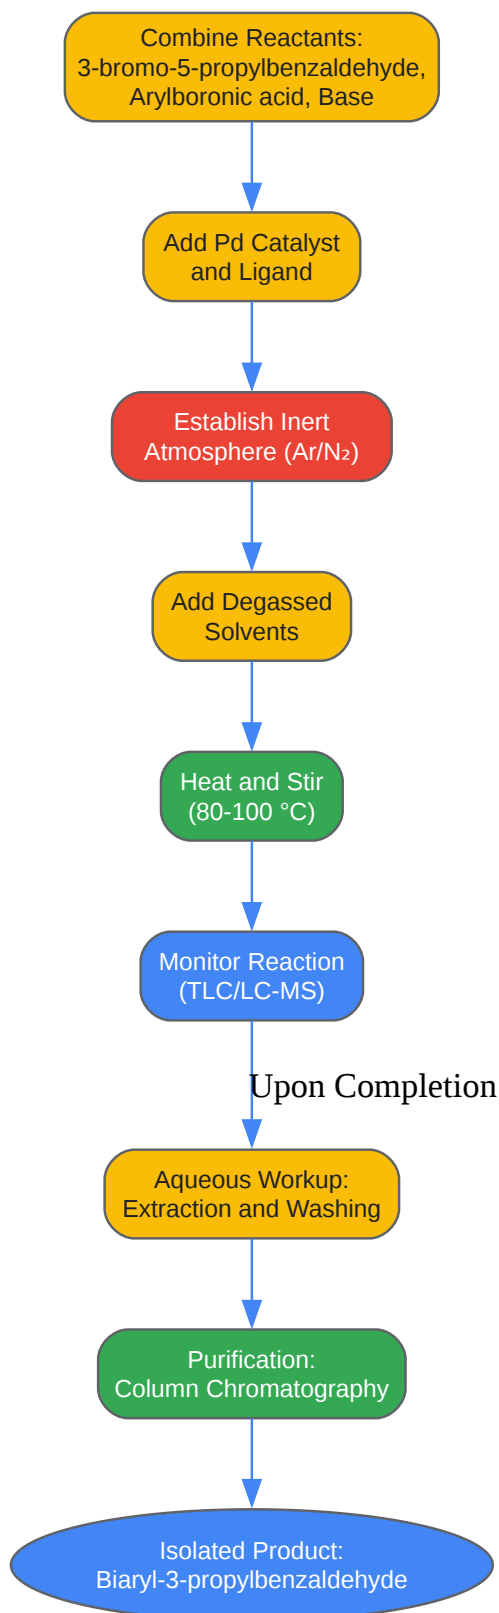 Combine Reactants:
3-bromo-5-propylbenzaldehyde,
Arylboronic acid, Base
Add Pd Catalyst
and Ligand
Establish Inert
Atmosphere (Ar/N₂)
Add Degassed
Solvents
Heat and Stir
(80-100 °C)
Monitor Reaction
(TLC/LC-MS)
Upon Completion
Aqueous Workup:
Extraction and Washing
Purification:
Column Chromatography
Isolated Product:
Biaryl-3-propylbenzaldehyde